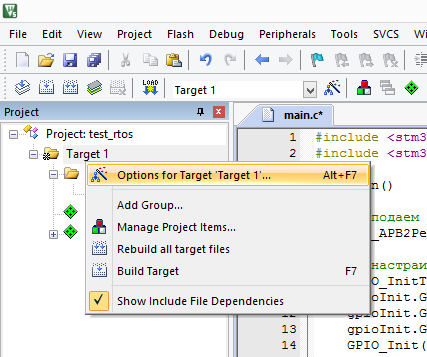 File Edit View Project Flash Debug Peripherals Tools SVCS
LOAD Target 1
Project
main.c*
Project: test_rtos
Target 1
Options for Target 'Target 1'... Alt+F7
Add Group...
Manage Project Items...
Rebuild all target files
Build Target F7
Show Include File Dependencies
1 #include <stm3
2 #include <stm3
n()
подаем
_APB2Pe
настраи
O_InitT
pioInit.G
12 gpioInit.G
13 gpioInit.G
14 GPIO_Init(